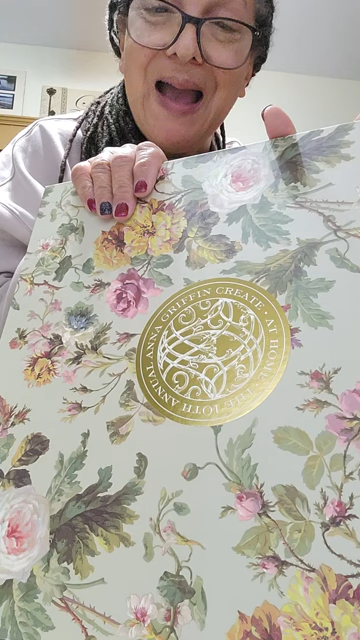 ANNA GRIFFIN CREATE · AT HOME · THE 10TH ANNUAL